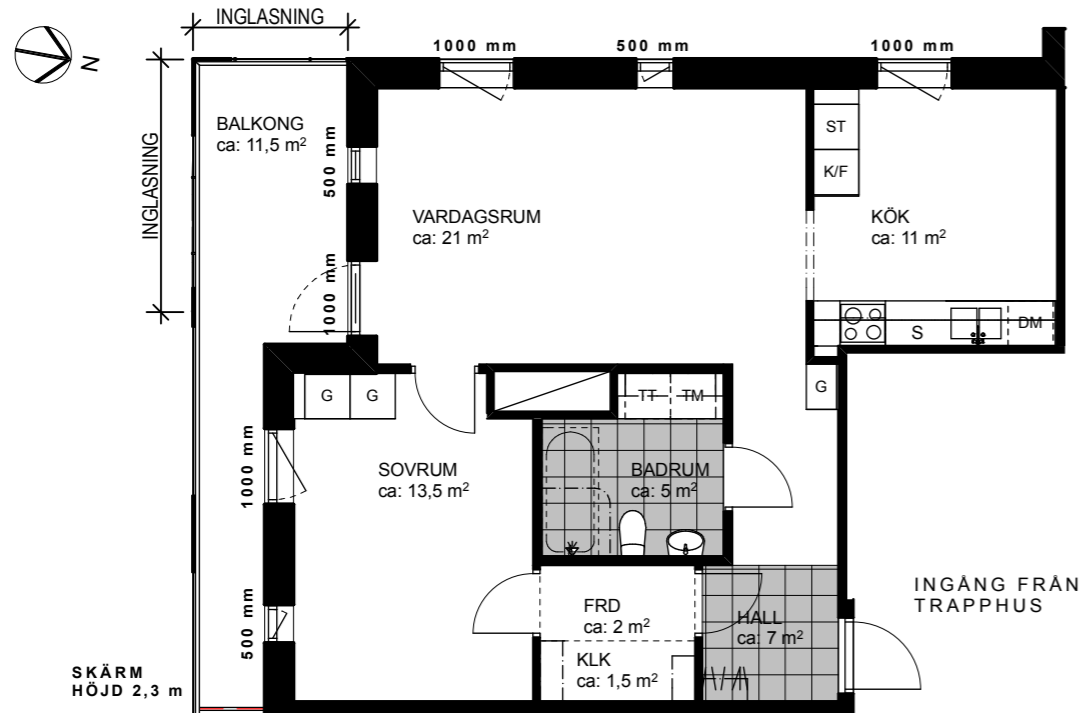 INGLASNING
N
1000 mm
500 mm
1000 mm
INGLASNING
BALKONG
ca: 11,5 m²
500 mm
ST
K/F
VARDAGSRUM
ca: 21 m²
KÖK
ca: 11 m²
1000 mm
S
DM
G
G
TT
TM
G
SOVRUM
ca: 13,5 m²
BADRUM
ca: 5 m²
1000 mm
INGÅNG FRÅN
TRAPPHUS
FRD
ca: 2 m²
HALL
ca: 7 m²
500 mm
KLK
ca: 1,5 m²
SKÄRM
HÖJD 2,3 m